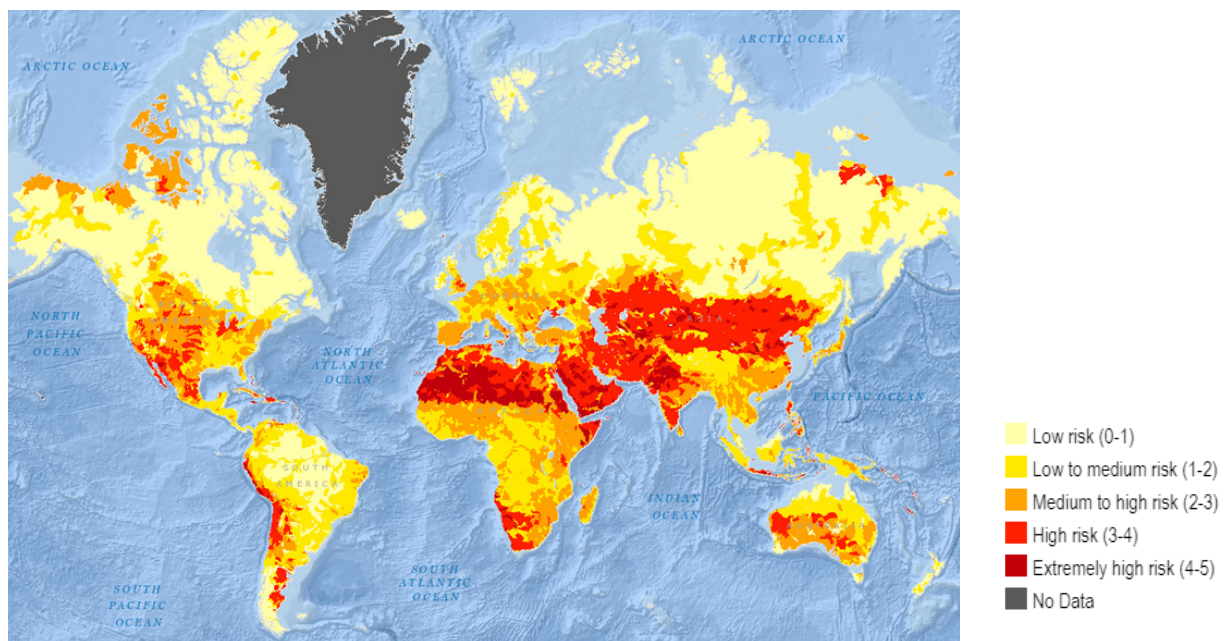 ARCTIC OCEAN
ARCTIC OCEAN
NORTH
PACIFIC
OCEAN
NORTH
ATLANTIC
OCEAN
ASIA
PACIFIC OCEAN
SOUTH
AMERICA
INDIAN
OCEAN
SOUTH
ATLANTIC
OCEAN
SOUTH
PACIFIC
OCEAN
Low risk (0-1)
Low to medium risk (1-2)
Medium to high risk (2-3)
High risk (3-4)
Extremely high risk (4-5)
No Data